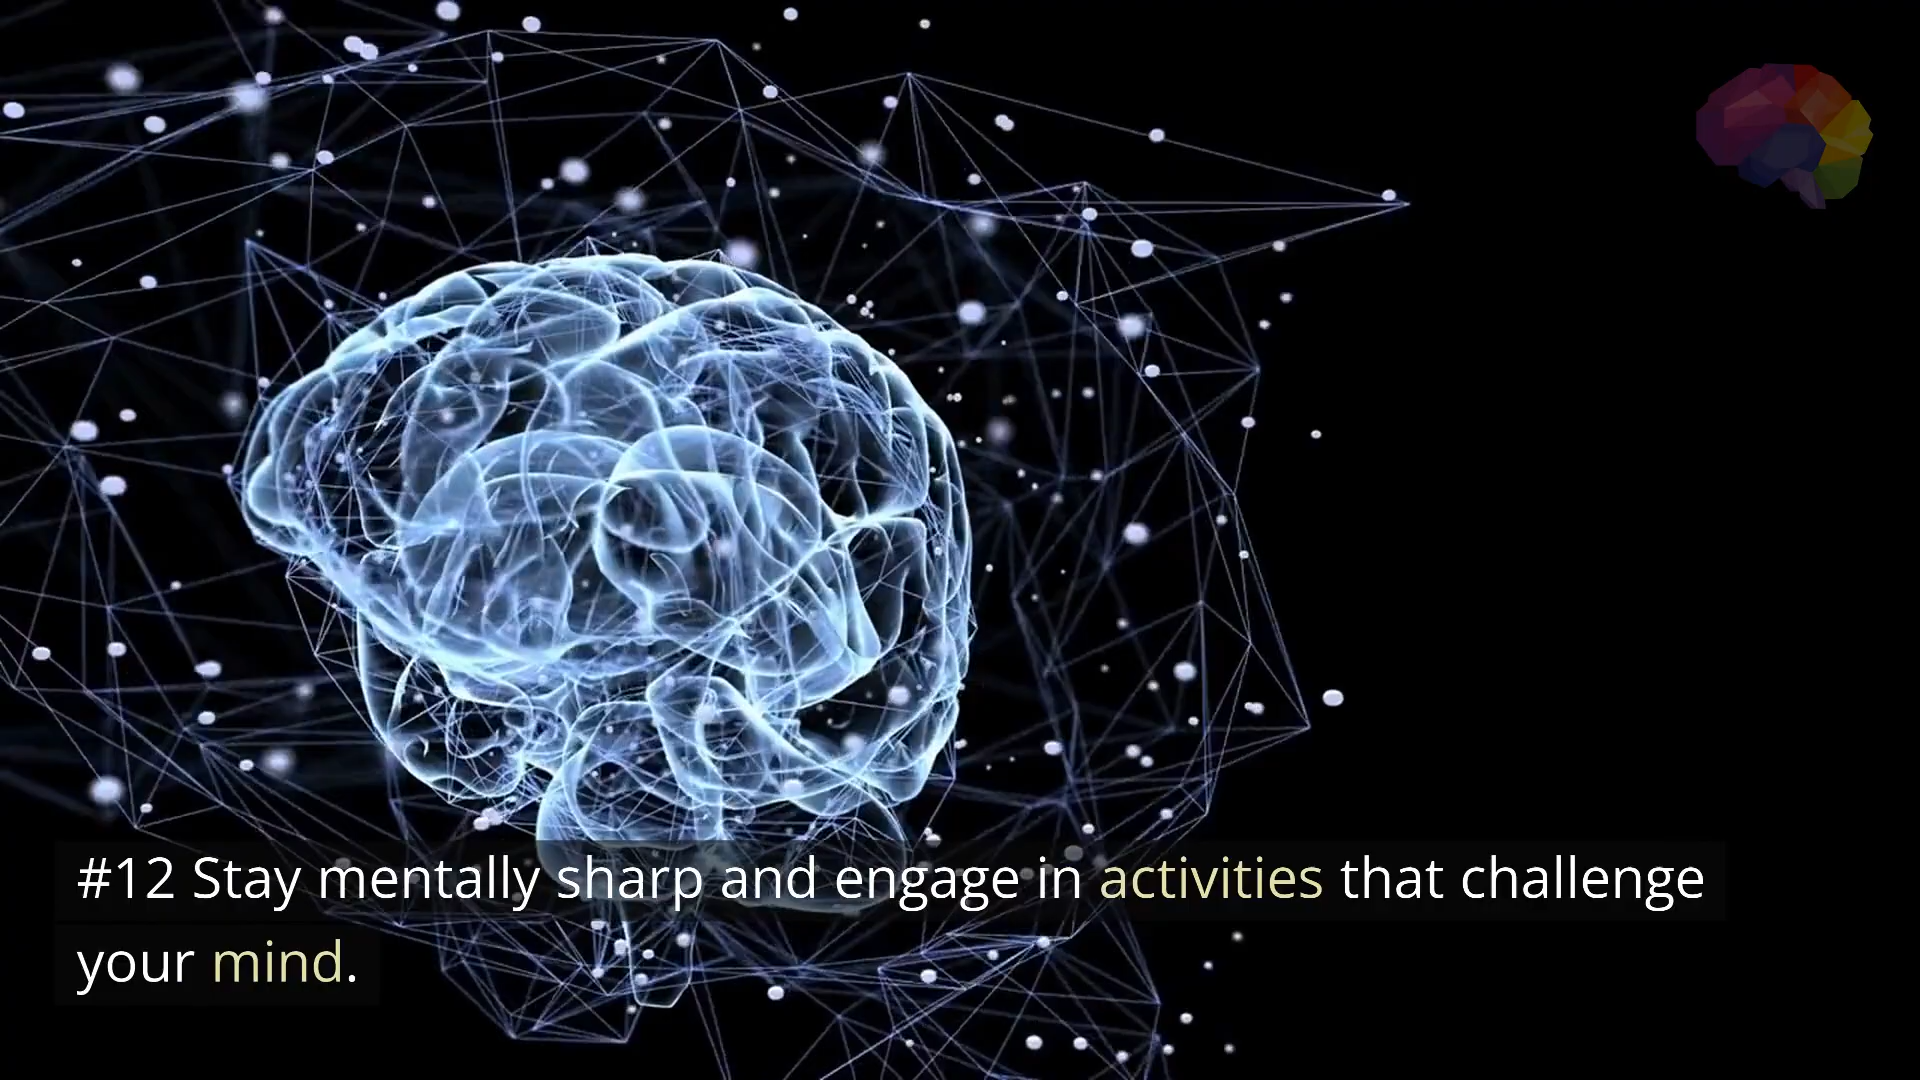 #12 Stay mentally sharp and engage in activities that challenge
your mind.